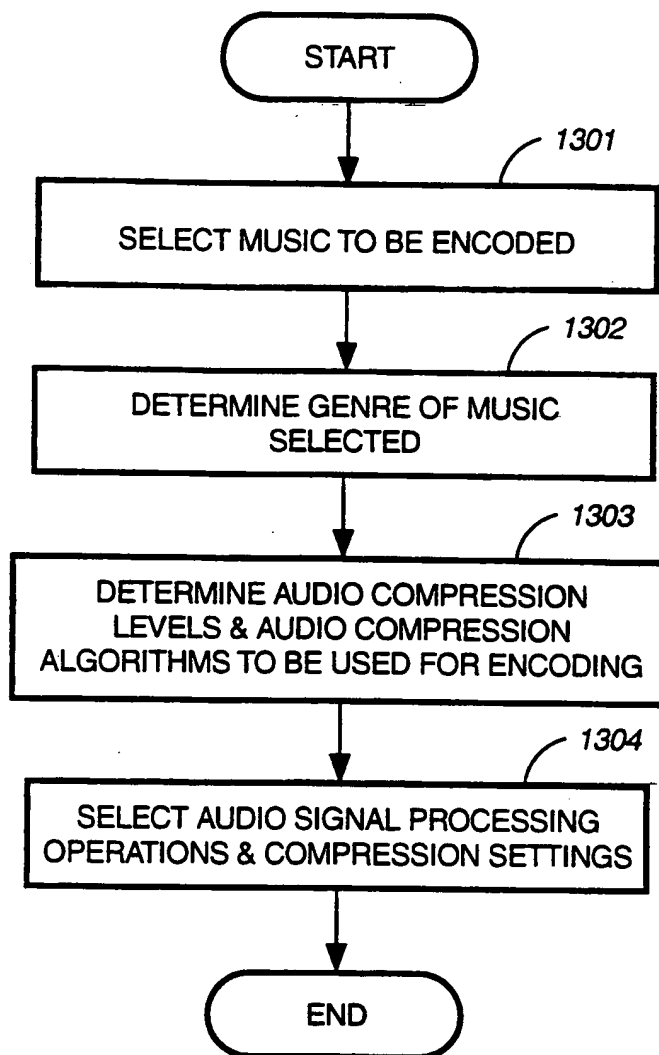 START
1301
SELECT MUSIC TO BE ENCODED
1302
DETERMINE GENRE OF MUSIC
SELECTED
1303
DETERMINE AUDIO COMPRESSION
LEVELS & AUDIO COMPRESSION
ALGORITHMS TO BE USED FOR ENCODING
1304
SELECT AUDIO SIGNAL PROCESSING
OPERATIONS & COMPRESSION SETTINGS
END